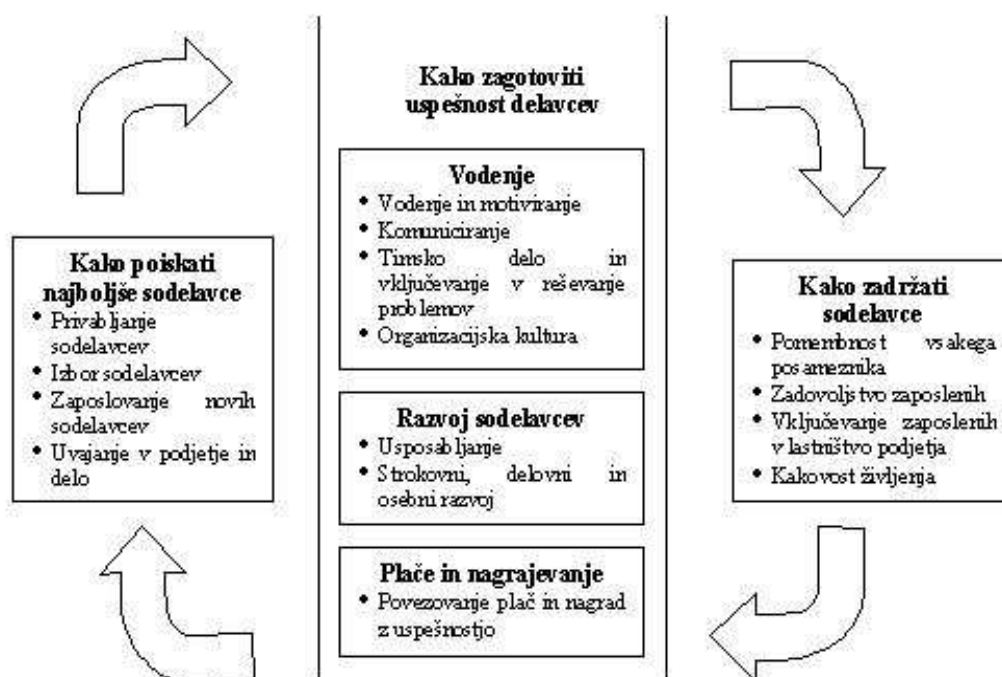 Kako poiskati
najboljše sodelavce
• Privabljanje
sodelavcev
• Izbor sodelavcev
• Zaposlovanje novih
sodelavcev
• Uvajanje v podjetje in
delo
Kako zagotoviti
uspešnost delavcev
Vodenje
• Vodenje in motiviranje
• Komuniciranje
• Timsko delo in
vključevanje v reševanje
problemov
• Organizacijska kultura
Razvoj sodelavcev
• Usposabljanje
• Strokovni, delovni in
osebni razvoj
Plače in nagrajevanje
• Povezovanje plač in nagrad
z uspešnostjo
Kako zadržati
sodelavce
• Pomembnost vsakega
posameznika
• Zadovoljstvo zaposlenih
• Vključevanje zaposlenih
v lastništvo podjetja
• Kakovost življenja